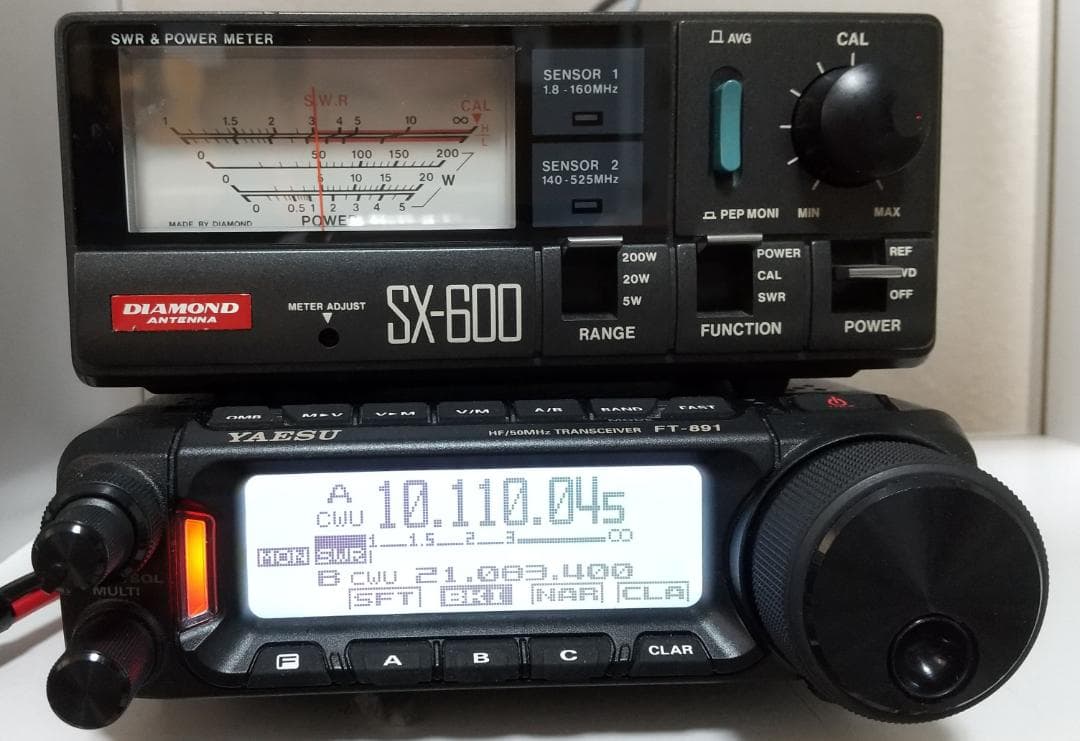 SWR & POWER METER
AVG
CAL
S.W.R
CAL
1 1.5 2 3 4 5 10 ∞
H
L
0 50 100 150 200
0 5 10 15 20 W
0 0.5 1 2 3 4 5
MADE BY DIAMOND
POWER
SENSOR 1
1.8-160MHz
SENSOR 2
140-525MHz
PEP MONI
MIN MAX
DIAMOND
ANTENNA
METER ADJUST
SX-600
200W
20W
5W
RANGE
POWER
CAL
SWR
FUNCTION
REF
OFF
POWER
M▶V V▶M V/M A/B BAND FAST
YAESU
HF/50MHz TRANSCEIVER FT-891
A
CWU 10.110.045
MON SWR 1 1.5 2 3 ∞
B CWU 21.083.400
SFT BKI NAR CLA
MULTI
F A B C CLAR